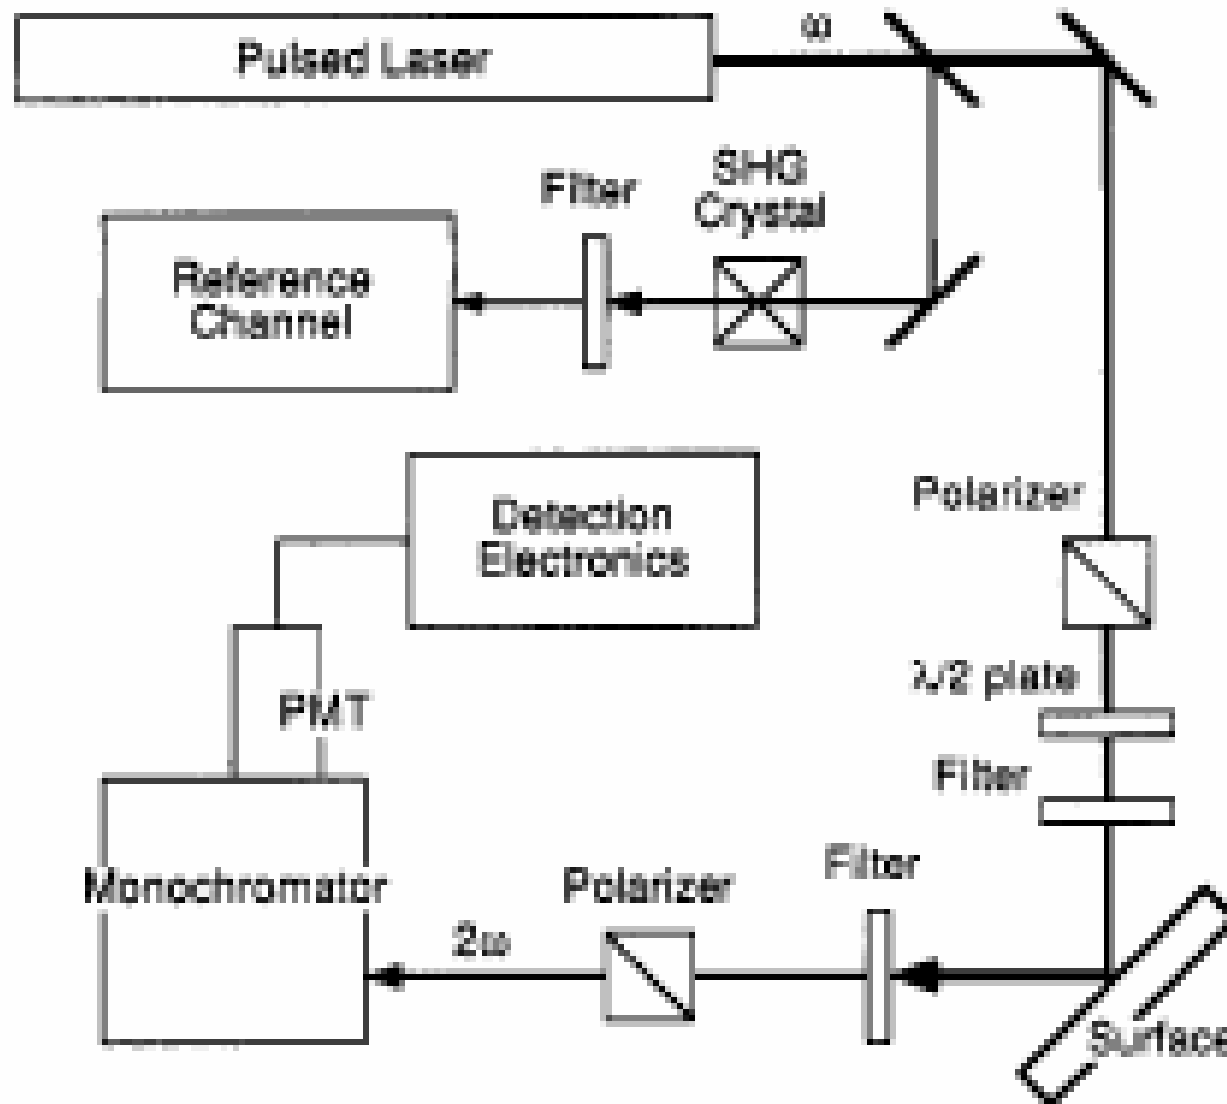 Pulsed Laser
ω
SHG
Crystal
Filter
Reference
Channel
Polarizer
Detection
Electronics
λ/2 plate
PMT
Filter
Filter
Polarizer
Monochromator
2ω
Surface